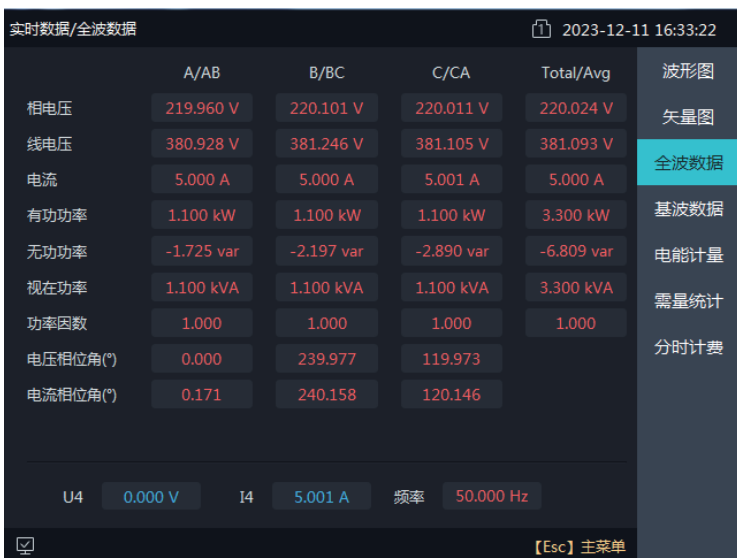 实时数据/全波数据 1 2023-12-11 16:33:22
A/AB B/BC C/CA Total/Avg 波形图
相电压 219.960 V 220.101 V 220.011 V 220.024 V 矢量图
线电压 380.928 V 381.246 V 381.105 V 381.093 V 全波数据
电流 5.000 A 5.000 A 5.001 A 5.000 A
有功功率 1.100 kW 1.100 kW 1.100 kW 3.300 kW 基波数据
无功功率 -1.725 var -2.197 var -2.890 var -6.809 var 电能计量
视在功率 1.100 kVA 1.100 kVA 1.100 kVA 3.300 kVA 需量统计
功率因数 1.000 1.000 1.000 1.000 分时计费
电压相位角(°) 0.000 239.977 119.973
电流相位角(°) 0.171 240.158 120.146
U4 0.000 V I4 5.001 A 频率 50.000 Hz
【Esc】主菜单